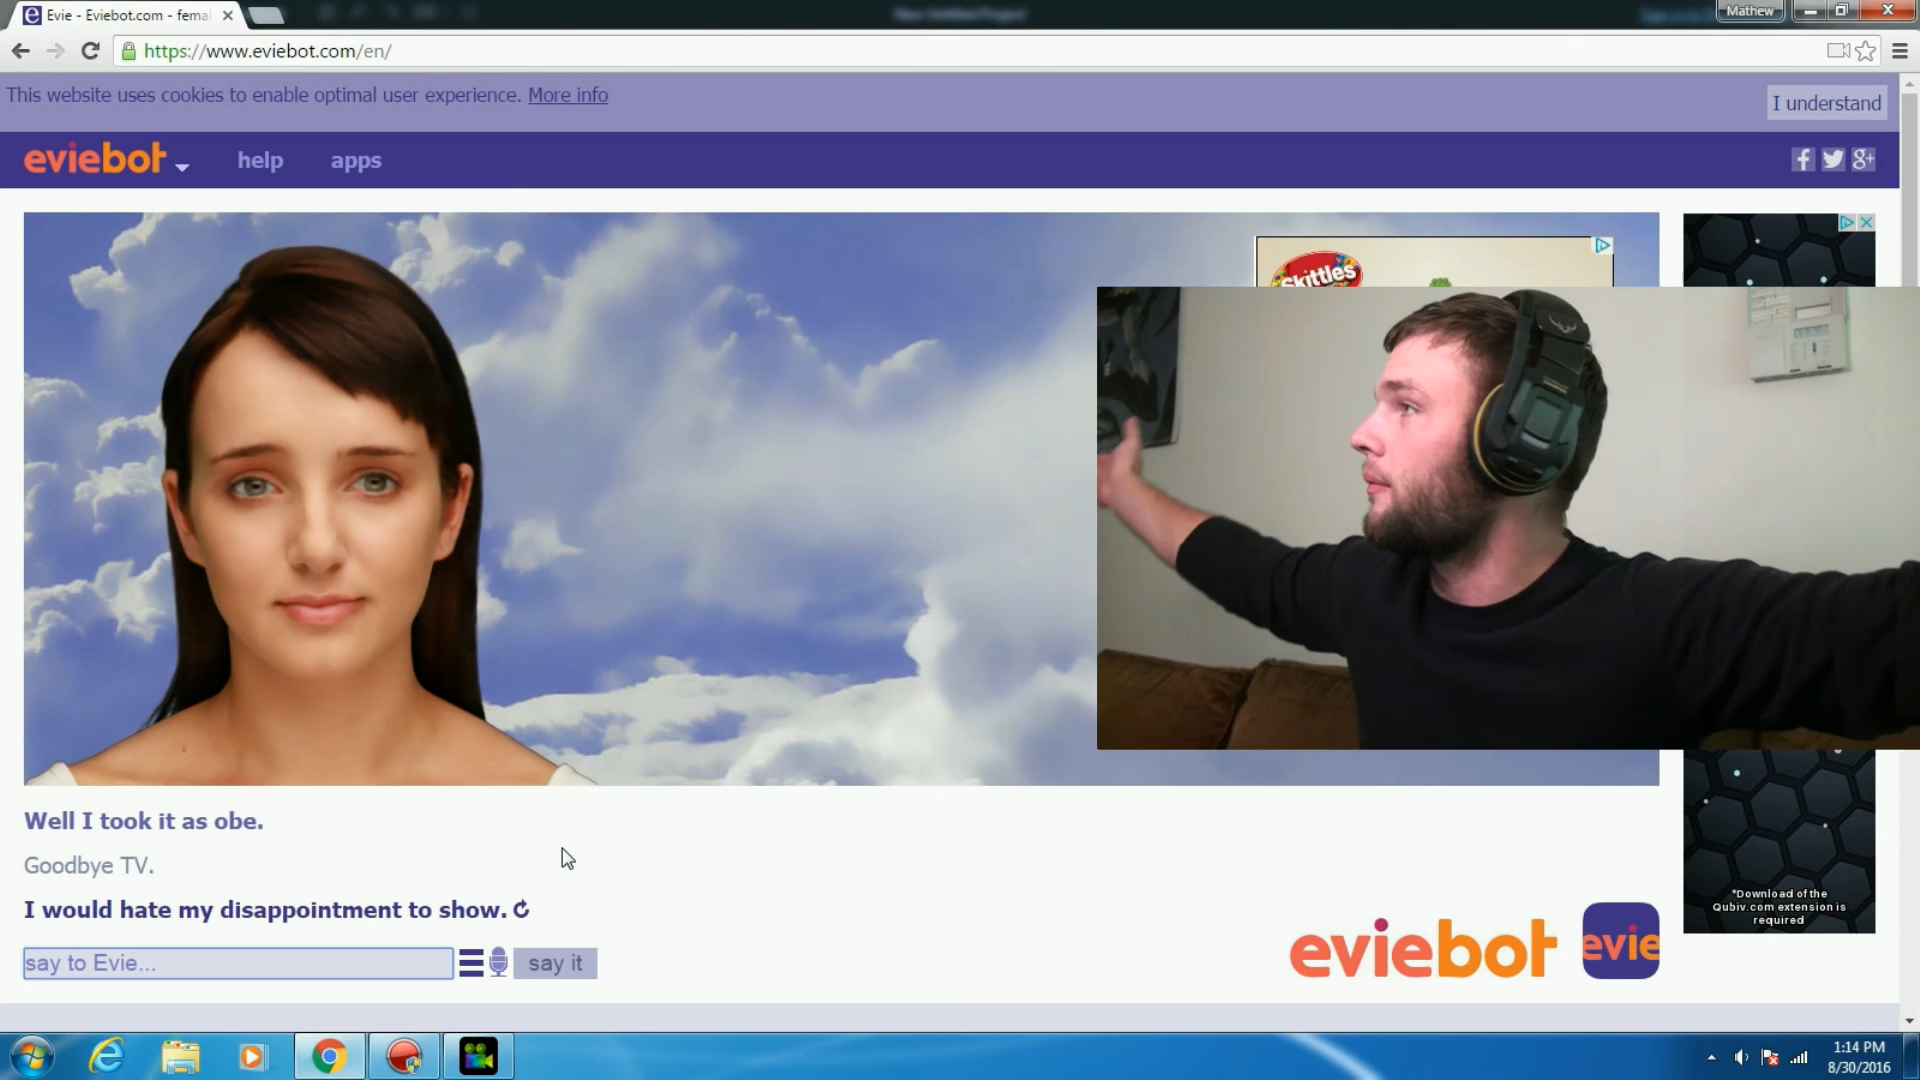 Evie - Eviebot.com - fema
Mathew
https://www.eviebot.com/en/
This website uses cookies to enable optimal user experience. More info
I understand
eviebot
help
apps
f
g+
Skittles
Well I took it as obe.
Goodbye TV.
I would hate my disappointment to show.
say to Evie...
say it
eviebot
evie
*Download of the
Qubiv.com extension is
required
1:14 PM
8/30/2016